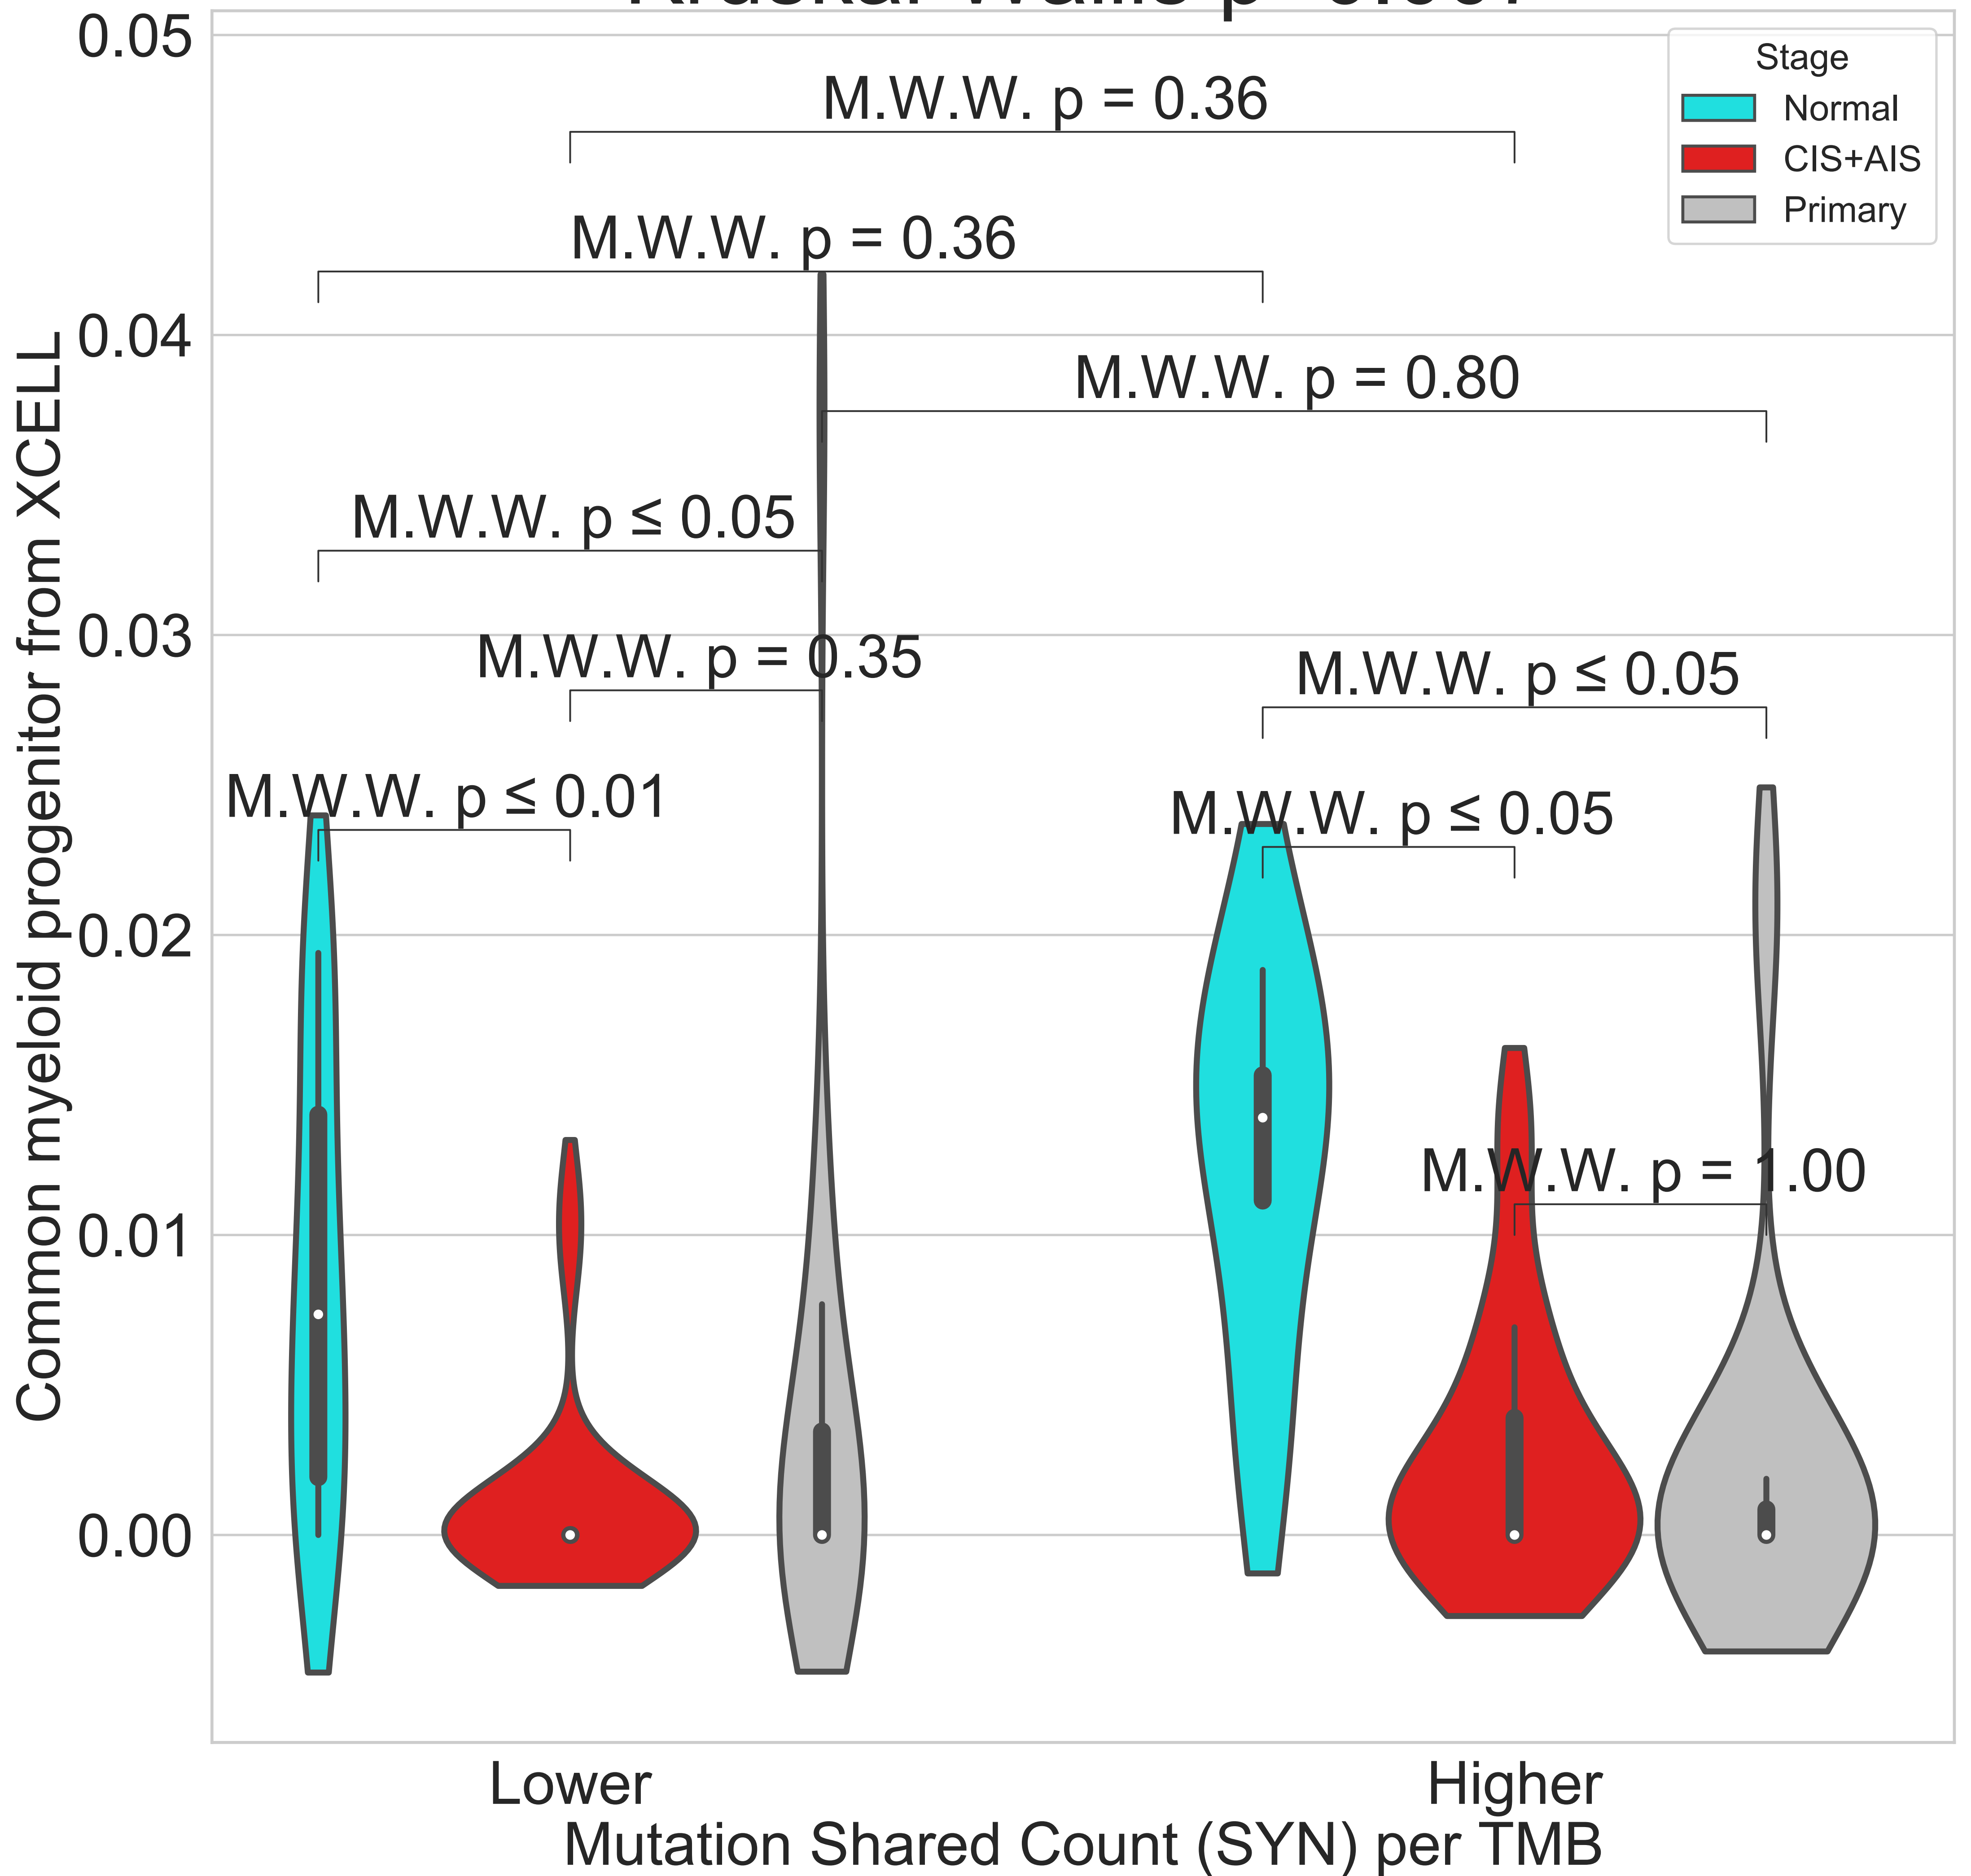 0.05
0.04
0.03
0.02
0.01
0.00
Common myeloid progenitor from XCELL
Stage
Normal
CIS+AIS
Primary
M.W.W. p = 0.36
M.W.W. p = 0.36
M.W.W. p = 0.80
M.W.W. p ≤ 0.05
M.W.W. p = 0.35
M.W.W. p ≤ 0.05
M.W.W. p ≤ 0.01
M.W.W. p ≤ 0.05
M.W.W. p = 1.00
Lower
Higher
Mutation Shared Count (SYN) per TMB